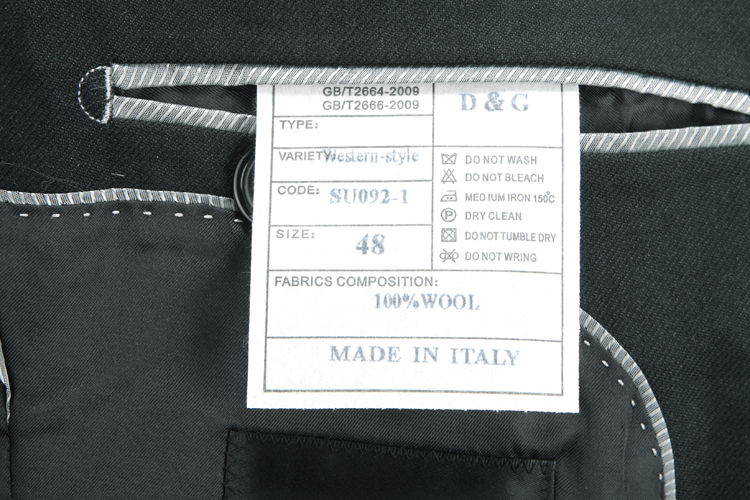 GB/T2664-2009
GB/T2666-2009
D & G
TYPE:
VARIETY: Western-style
CODE: SU092-1
SIZE: 48
DO NOT WASH
DO NOT BLEACH
MEDIUM IRON 150°C
DRY CLEAN
DO NOT TUMBLE DRY
DO NOT WRING
FABRICS COMPOSITION:
100%WOOL
MADE IN ITALY